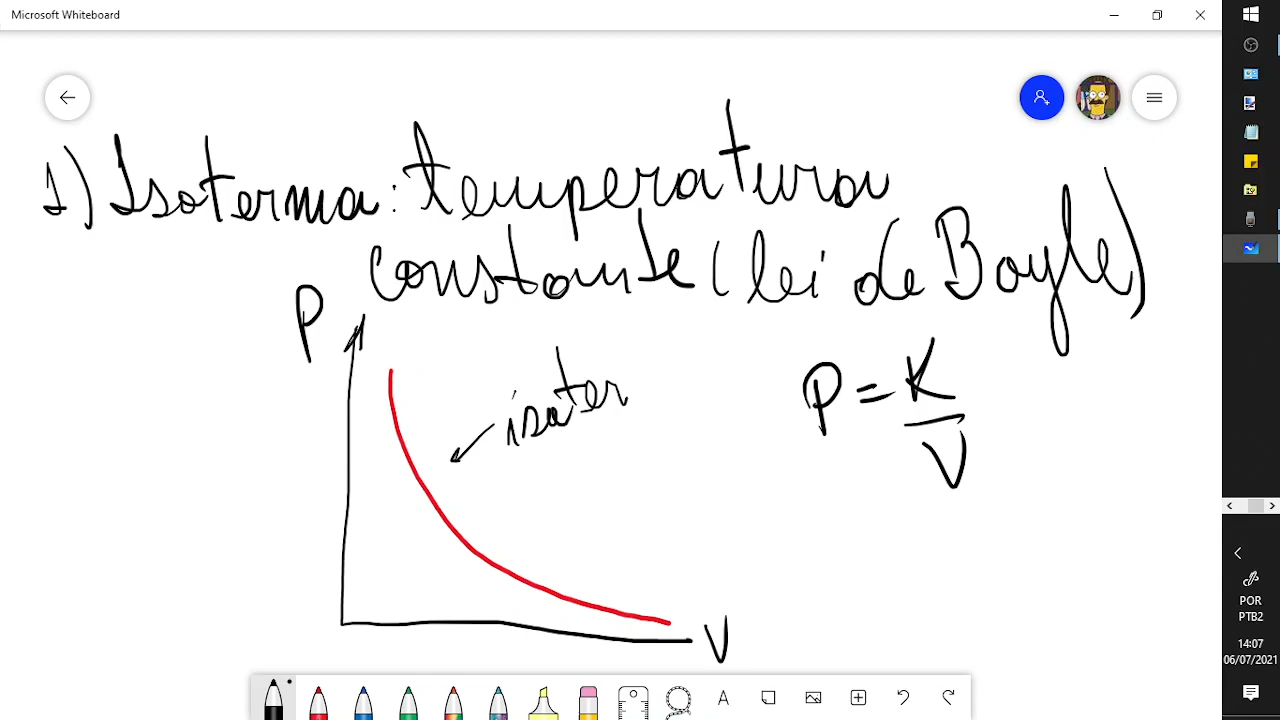 Microsoft Whiteboard
1) Isoterma: temperatura
constante (lei de Boyle)
P
isoter
P = K/V
V
A
POR
PTB2
14:07
06/07/2021